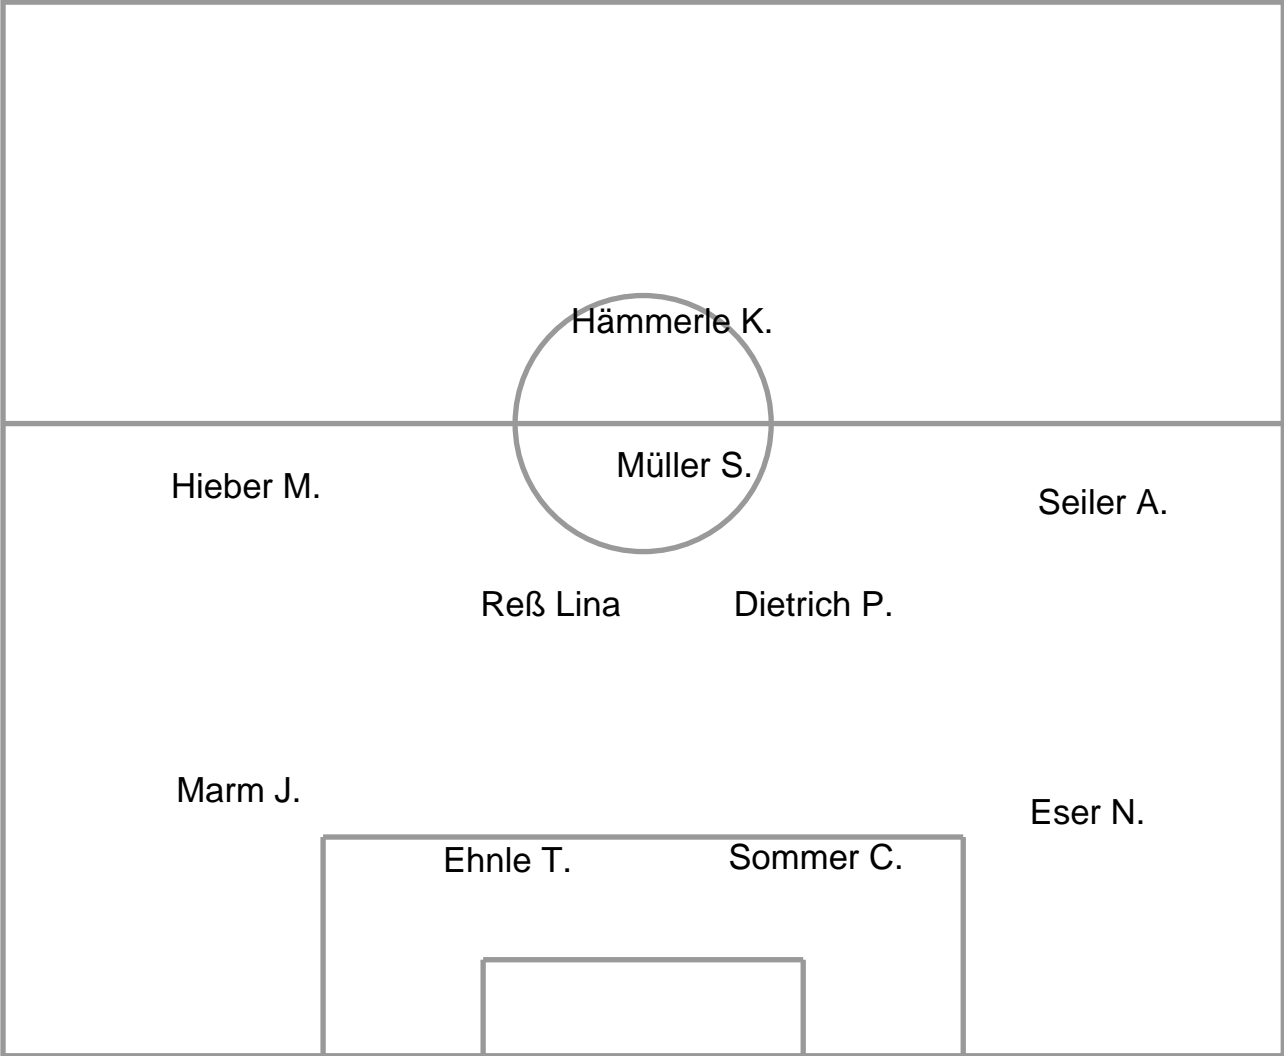 Hämmerle K.
Müller S.
Hieber M.
Seiler A.
Reß Lina
Dietrich P.
Marm J.
Eser N.
Ehnle T.
Sommer C.